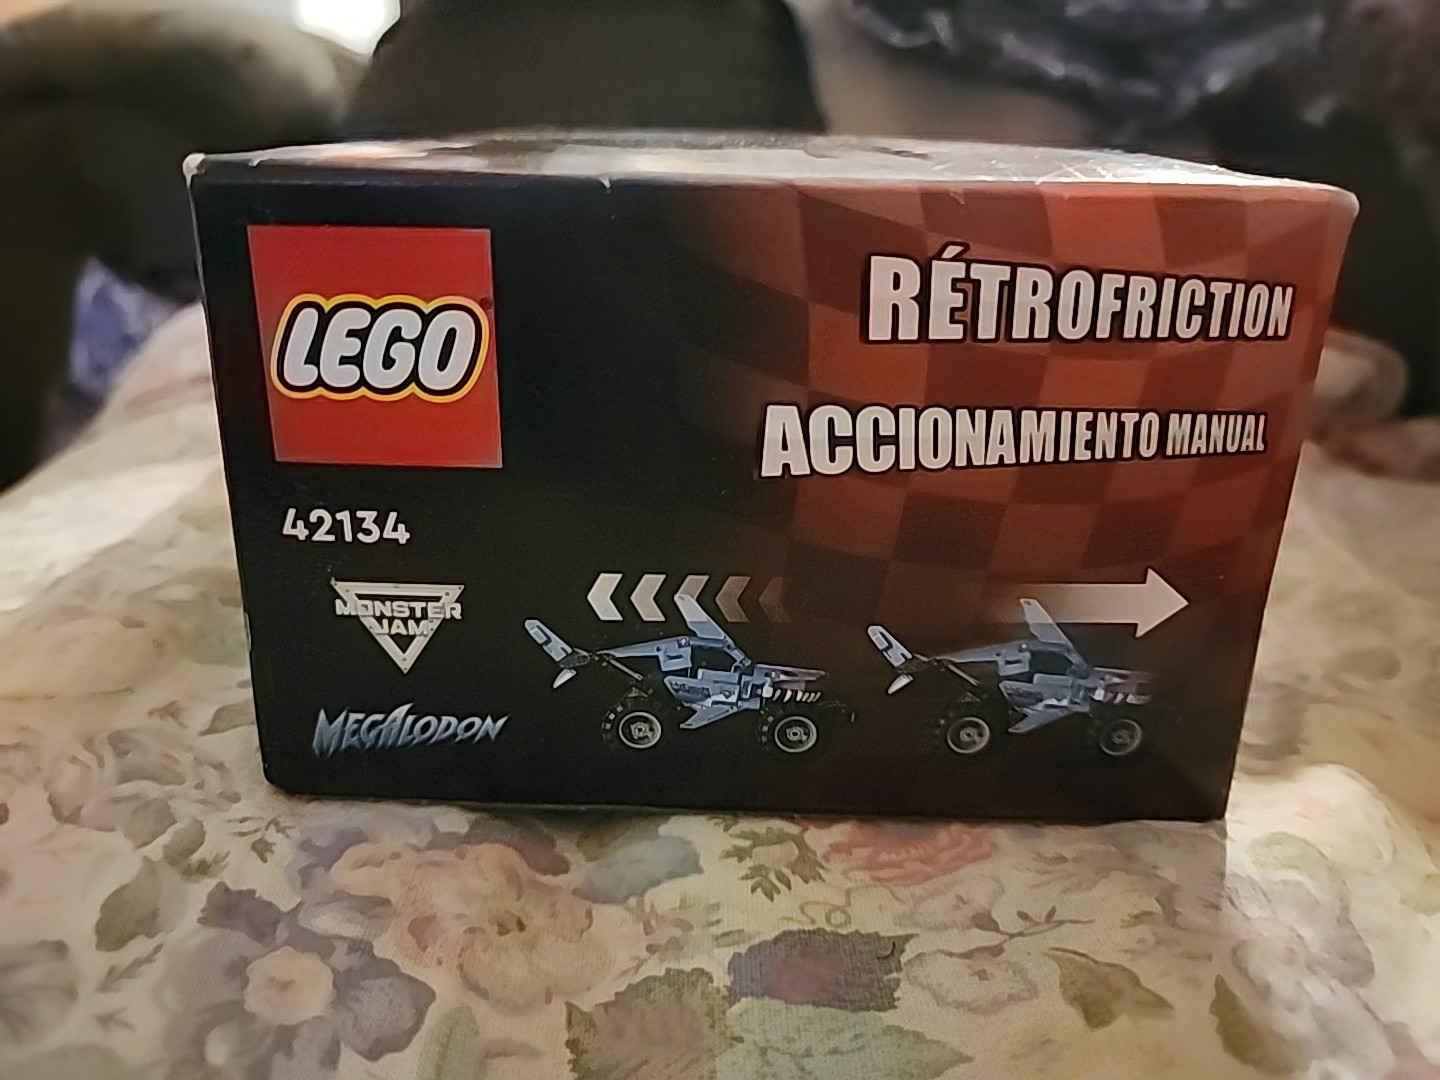 LEGO
RÉTROFRICTION
ACCIONAMIENTO MANUAL
42134
MONSTER
JAM
MEGALODON